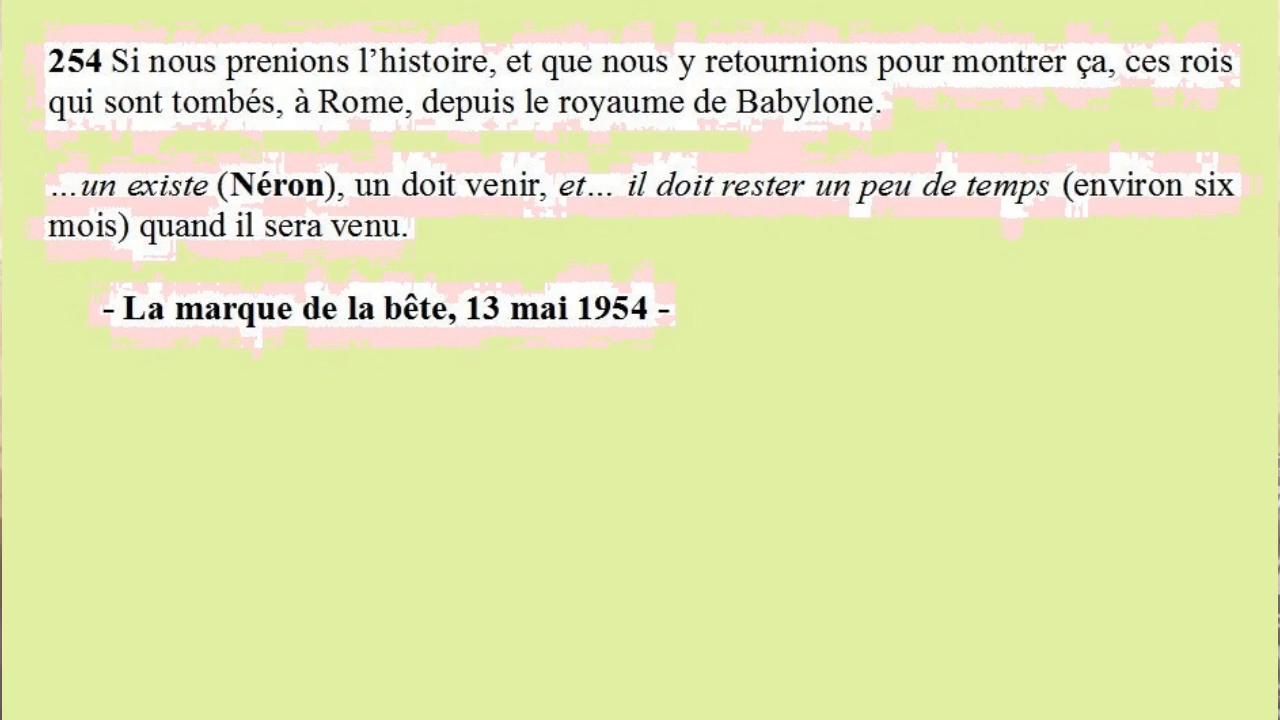 254 Si nous prenions l’histoire, et que nous y retournions pour montrer ça, ces rois
qui sont tombés, à Rome, depuis le royaume de Babylone.
…un existe (Néron), un doit venir, et… il doit rester un peu de temps (environ six
mois) quand il sera venu.
- La marque de la bête, 13 mai 1954 -